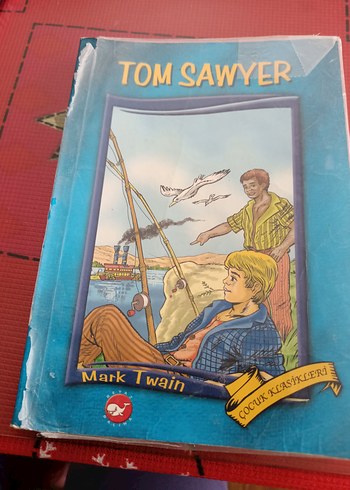 TOM SAWYER
Mark Twain
ÇOCUK KLASİKLERİ